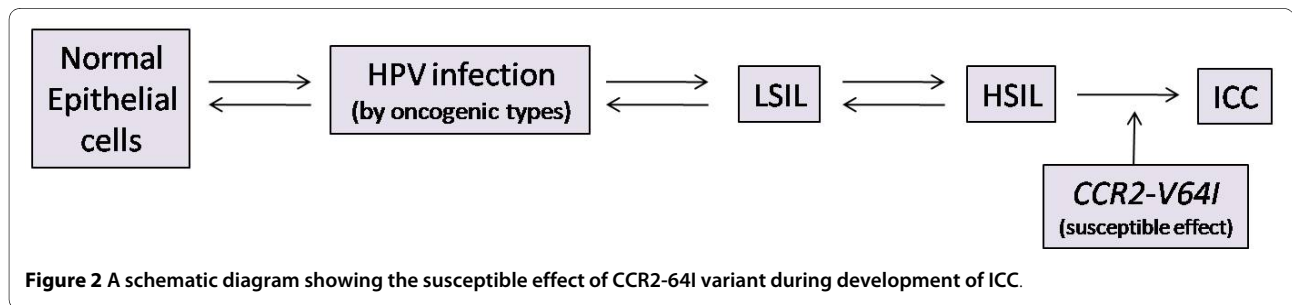 Normal
Epithelial
cells
HPV infection
(by oncogenic types)
LSIL
HSIL
ICC
CCR2-V64I
(susceptible effect)
Figure 2 A schematic diagram showing the susceptible effect of CCR2-64I variant during development of ICC.